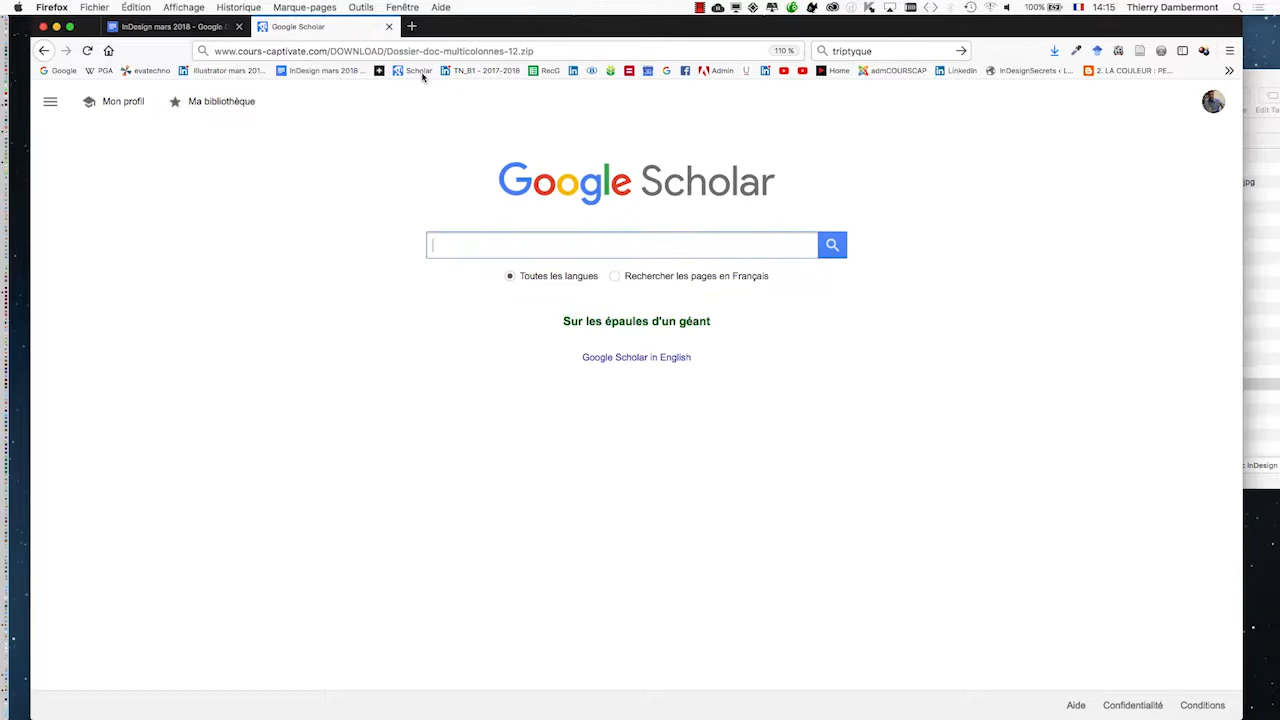 Firefox Fichier Édition Affichage Historique Marque-pages Outils Fenêtre Aide 100% 14:15 Thierry Dambermont
InDesign mars 2018 - Google Google Scholar
www.cours-captivate.com/DOWNLOAD/Dossier-doc-multicolonnes-12.zip 110 % triptyque
Google PGA evatechno Illustrator mars 201... InDesign mars 2018 ... Scholar TN_B1 - 2017-2018 RecG Admin Home admCOURSCAP LinkedIn InDesignSecrets ‹ L... 2. LA COULEUR : PE...
Mon profil Ma bibliothèque
Edit Ta
jpg
Google Scholar
Toutes les langues Rechercher les pages en Français
Sur les épaules d'un géant
Google Scholar in English
InDesign
Aide Confidentialité Conditions